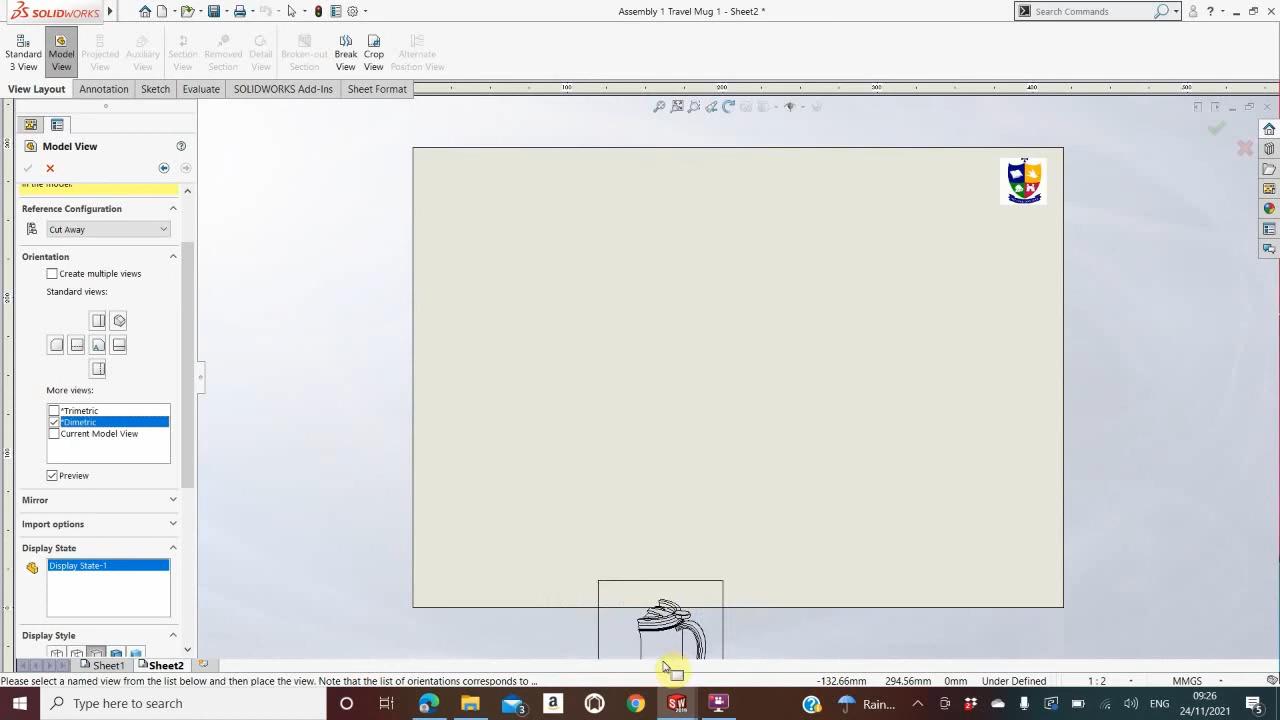 SOLIDWORKS
Assembly 1 Travel Mug 1 - Sheet2 *
Search Commands
Standard 3 View
Model View
Projected View
Auxiliary View
Section View
Removed Section
Detail View
Broken-out Section
Break View
Crop View
Alternate Position View
View Layout
Annotation
Sketch
Evaluate
SOLIDWORKS Add-Ins
Sheet Format
100
200
300
400
500
Model View
in the model.
Reference Configuration
Cut Away
Orientation
Create multiple views
Standard views:
More views:
*Trimetric
*Dimetric
Current Model View
Preview
Mirror
Import options
Display State
Display State-1
Display Style
Sheet1
Sheet2
Please select a named view from the list below and then place the view. Note that the list of orientations corresponds to ...
-132.66mm
294.56mm
0mm
Under Defined
1 : 2
MMGS
Type here to search
Rain...
ENG
09:26
24/11/2021